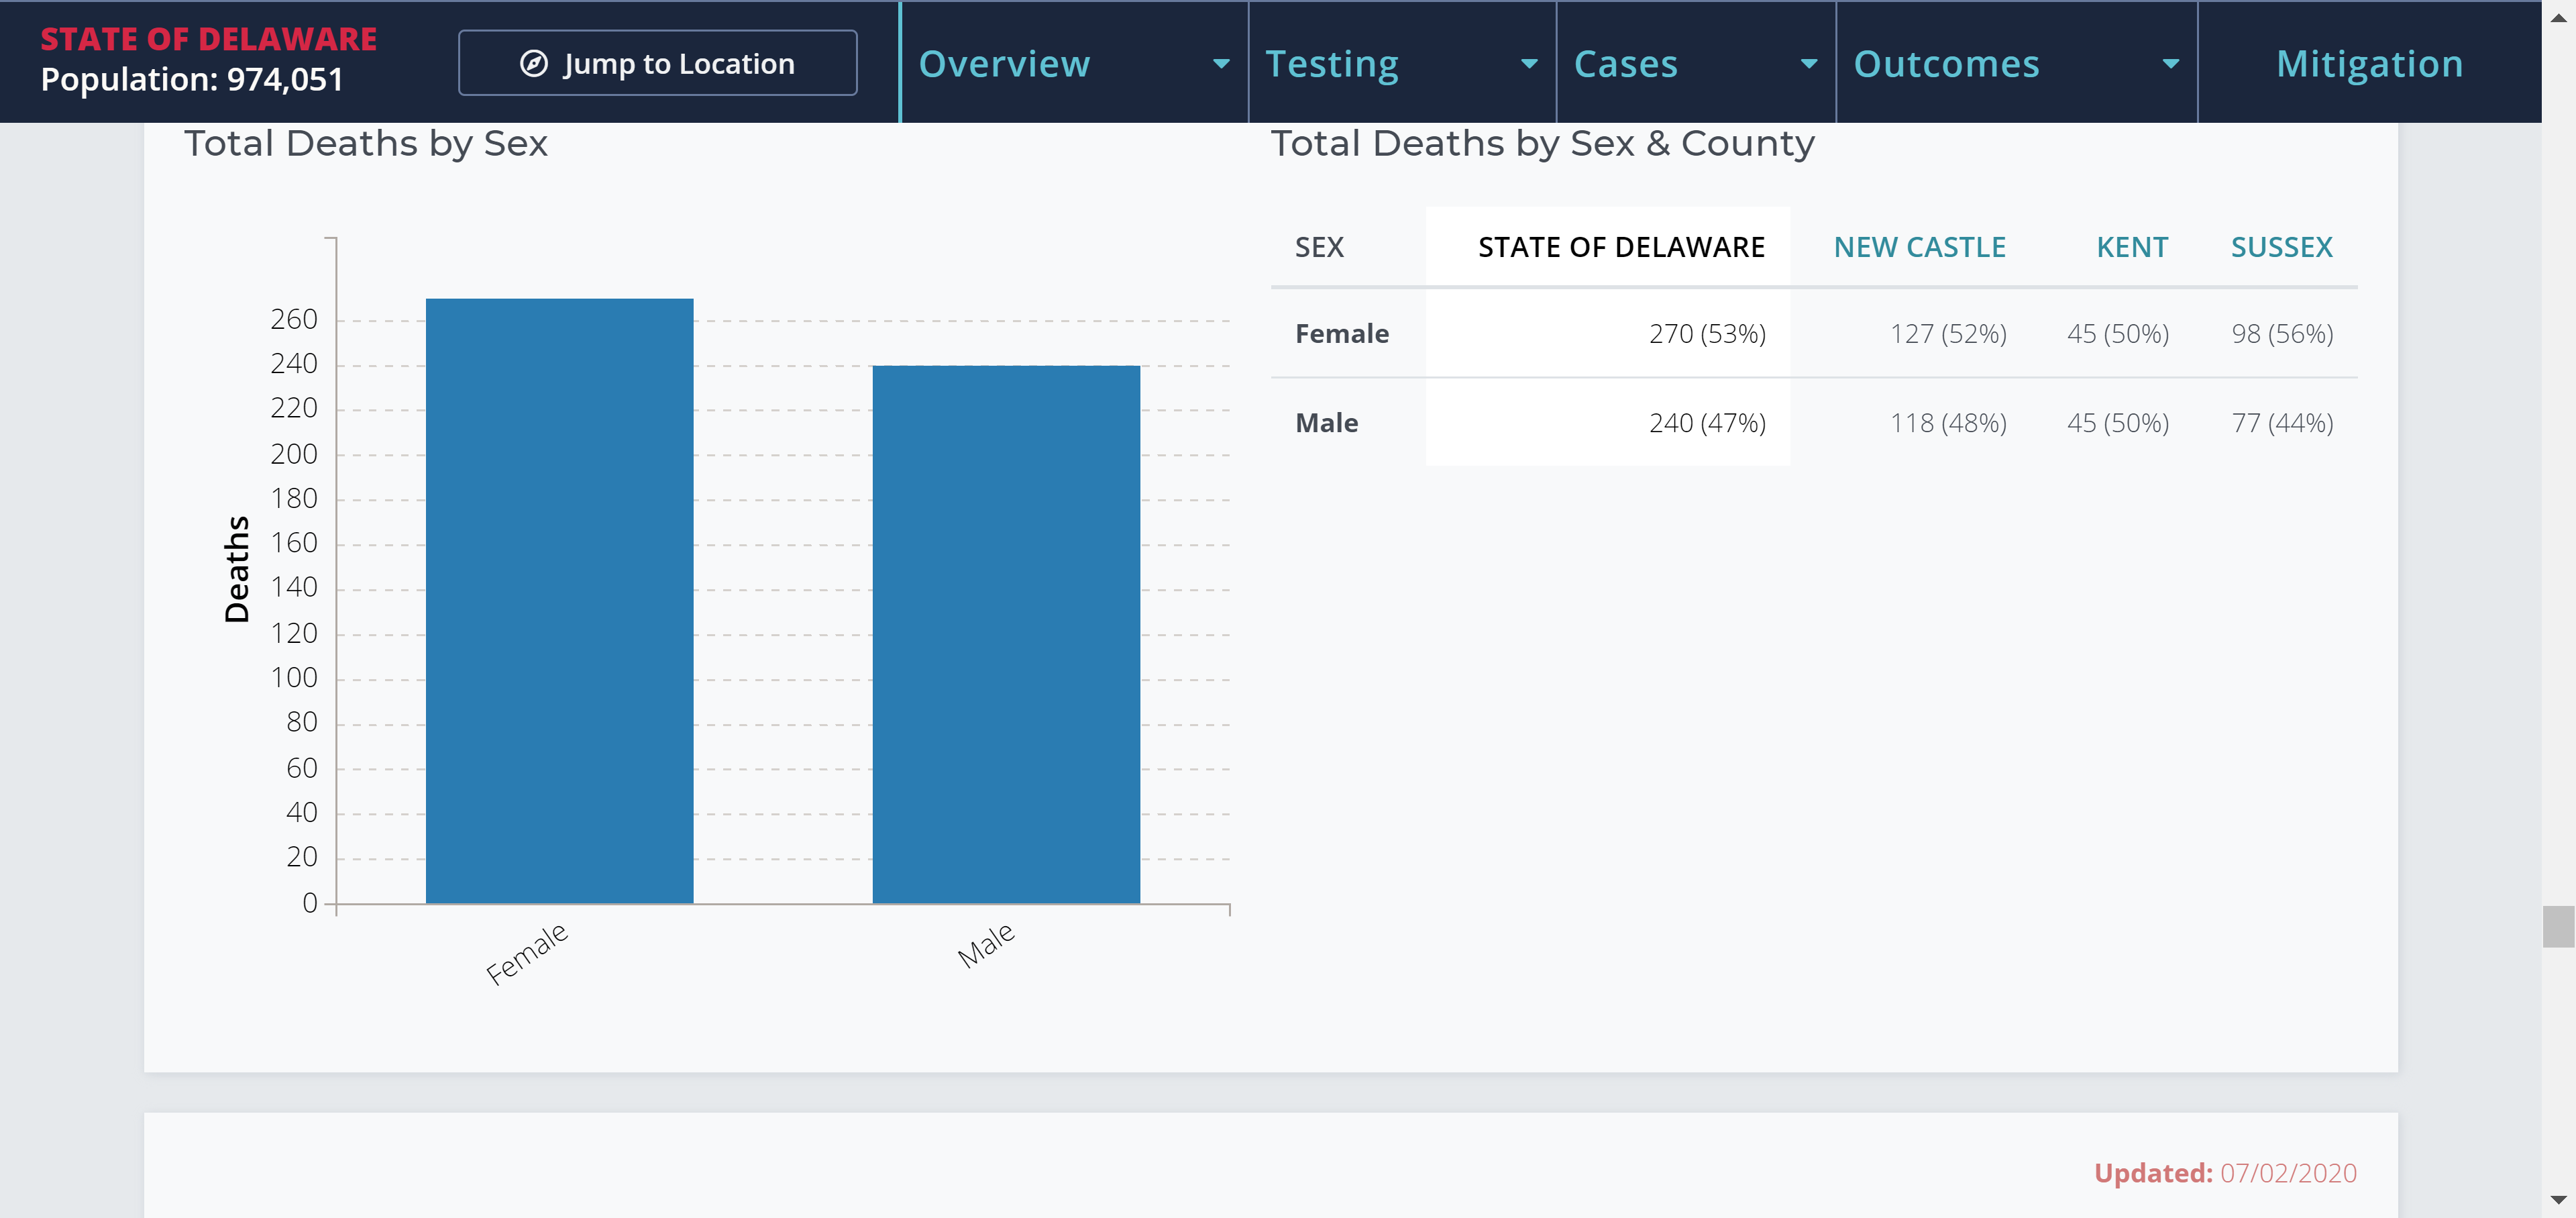 STATE OF DELAWARE
Population: 974,051
Jump to Location
Overview
Testing
Cases
Outcomes
Mitigation
Total Deaths by Sex
Deaths
260
240
220
200
180
160
140
120
100
80
60
40
20
0
Female
Male
Total Deaths by Sex & County
SEX STATE OF DELAWARE NEW CASTLE KENT SUSSEX
Female 270 (53%) 127 (52%) 45 (50%) 98 (56%)
Male 240 (47%) 118 (48%) 45 (50%) 77 (44%)
Updated: 07/02/2020